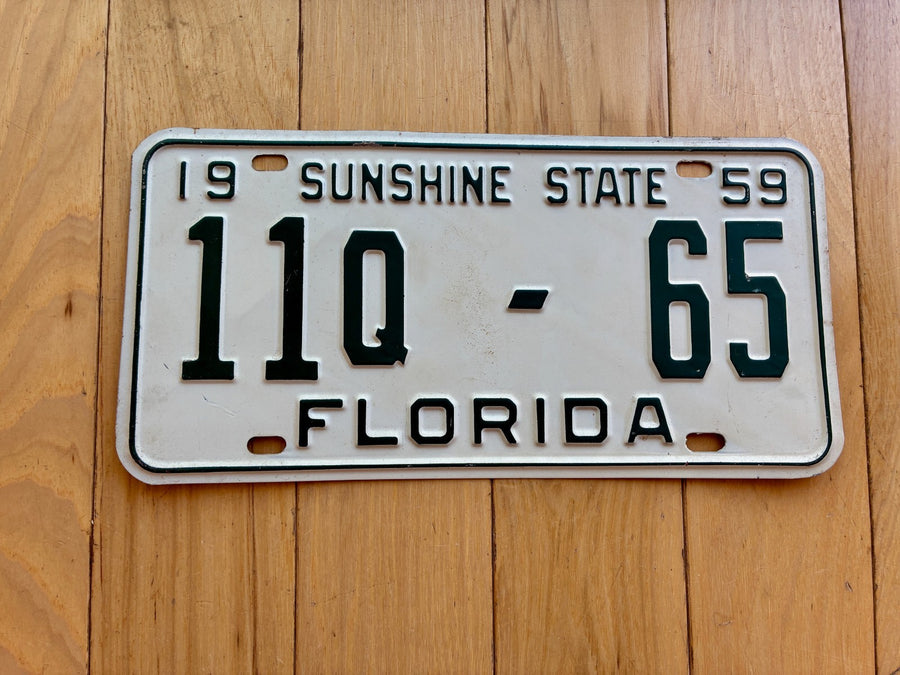 19 SUNSHINE STATE 59
11Q - 65
FLORIDA